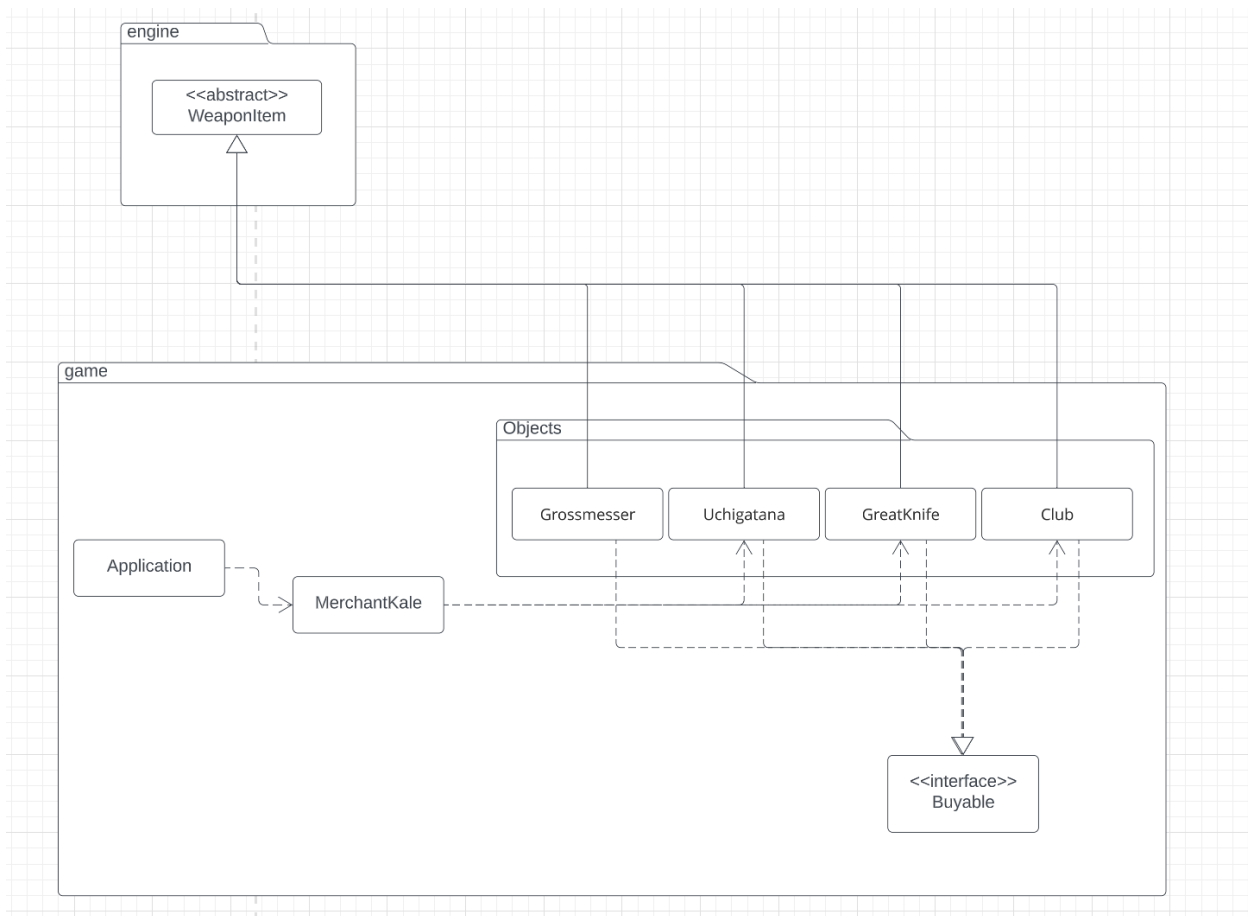 engine
<<abstract>>
WeaponItem
game
Objects
Grossmesser
Uchigatana
GreatKnife
Club
Application
MerchantKale
<<interface>>
Buyable